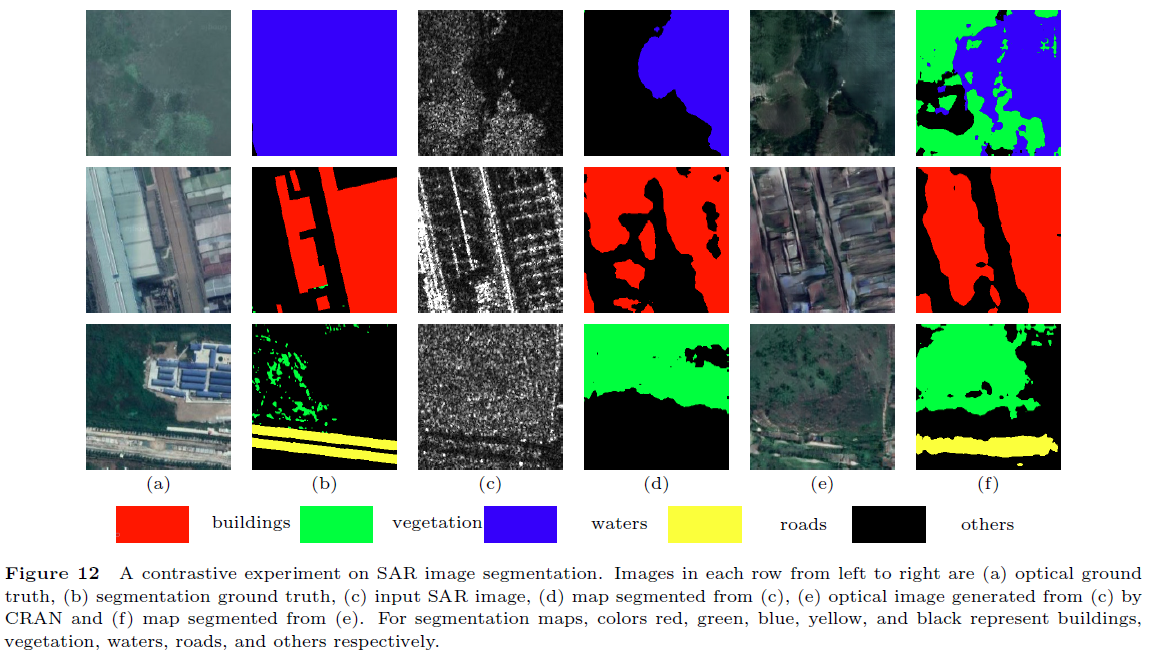 (a) (b) (c) (d) (e) (f)
buildings vegetation waters roads others
Figure 12 A contrastive experiment on SAR image segmentation. Images in each row from left to right are (a) optical ground
truth, (b) segmentation ground truth, (c) input SAR image, (d) map segmented from (c), (e) optical image generated from (c) by
CRAN and (f) map segmented from (e). For segmentation maps, colors red, green, blue, yellow, and black represent buildings,
vegetation, waters, roads, and others respectively.